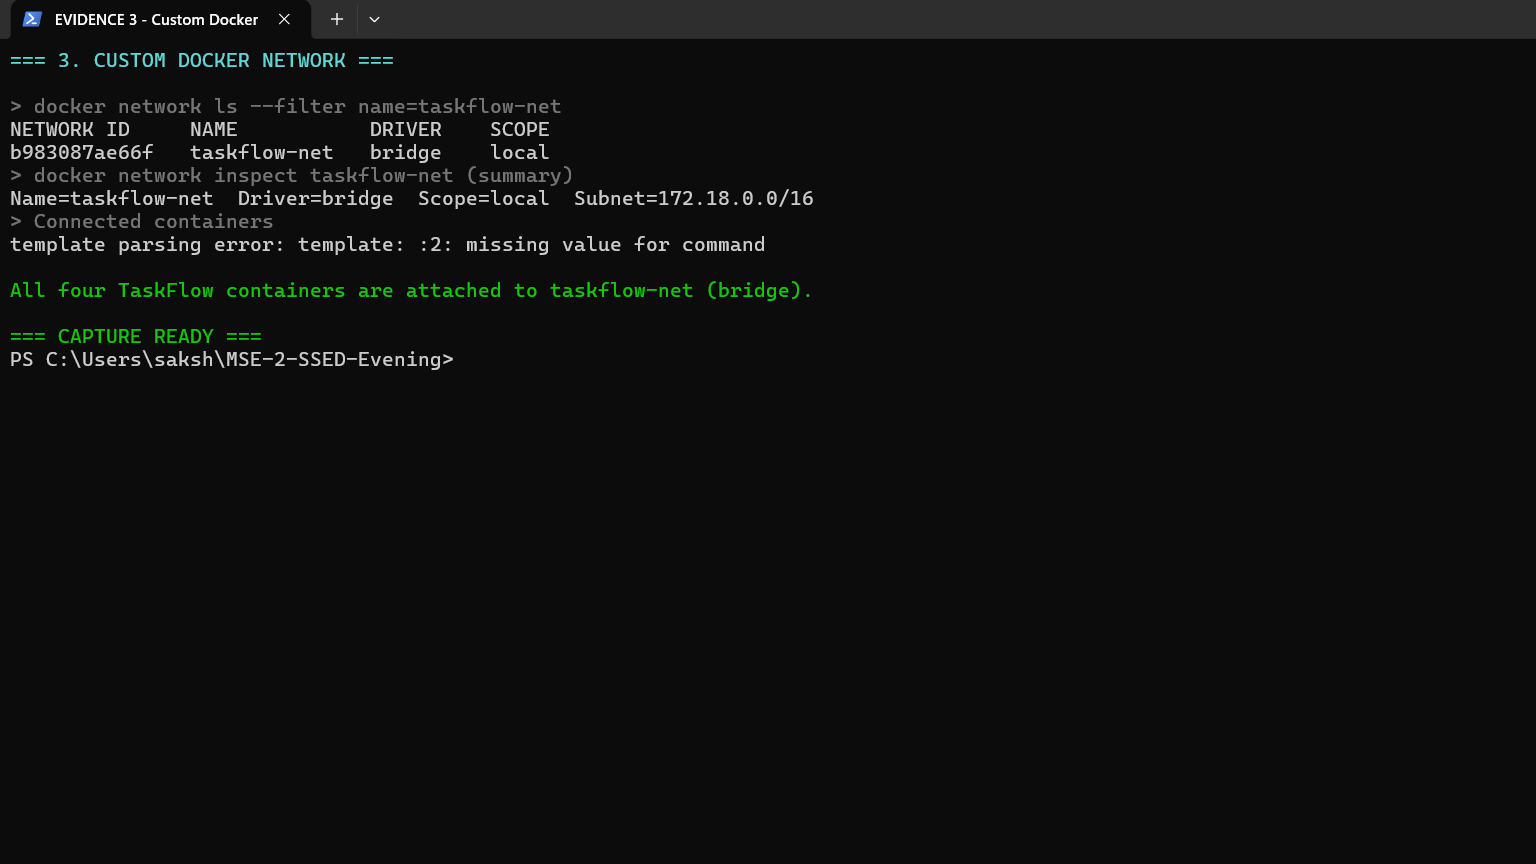 EVIDENCE 3 - Custom Docker
=== 3. CUSTOM DOCKER NETWORK ===
> docker network ls --filter name=taskflow-net
NETWORK ID     NAME           DRIVER    SCOPE
b983087ae66f   taskflow-net   bridge    local
> docker network inspect taskflow-net (summary)
Name=taskflow-net  Driver=bridge  Scope=local  Subnet=172.18.0.0/16
> Connected containers
template parsing error: template: :2: missing value for command
All four TaskFlow containers are attached to taskflow-net (bridge).
=== CAPTURE READY ===
PS C:\Users\saksh\MSE-2-SSED-Evening>